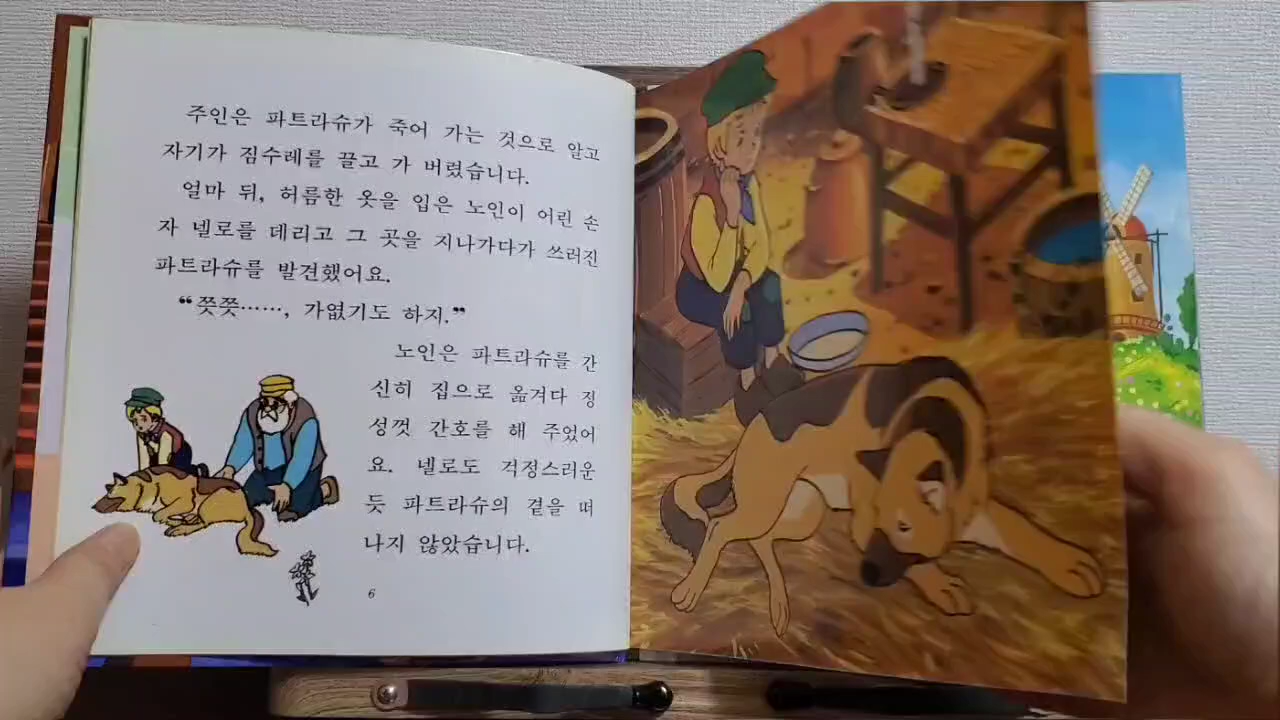 주인은 파트라슈가 죽어 가는 것으로 알고
자기가 짐수레를 끌고 가 버렸습니다.
얼마 뒤, 허름한 옷을 입은 노인이 어린 손
자 넬로를 데리고 그 곳을 지나가다가 쓰러진
파트라슈를 발견했어요.
“쯧쯧……, 가엾기도 하지.”
노인은 파트라슈를 간
신히 집으로 옮겨다 정
성껏 간호를 해 주었어
요. 넬로도 걱정스러운
듯 파트라슈의 곁을 떠
나지 않았습니다.
6